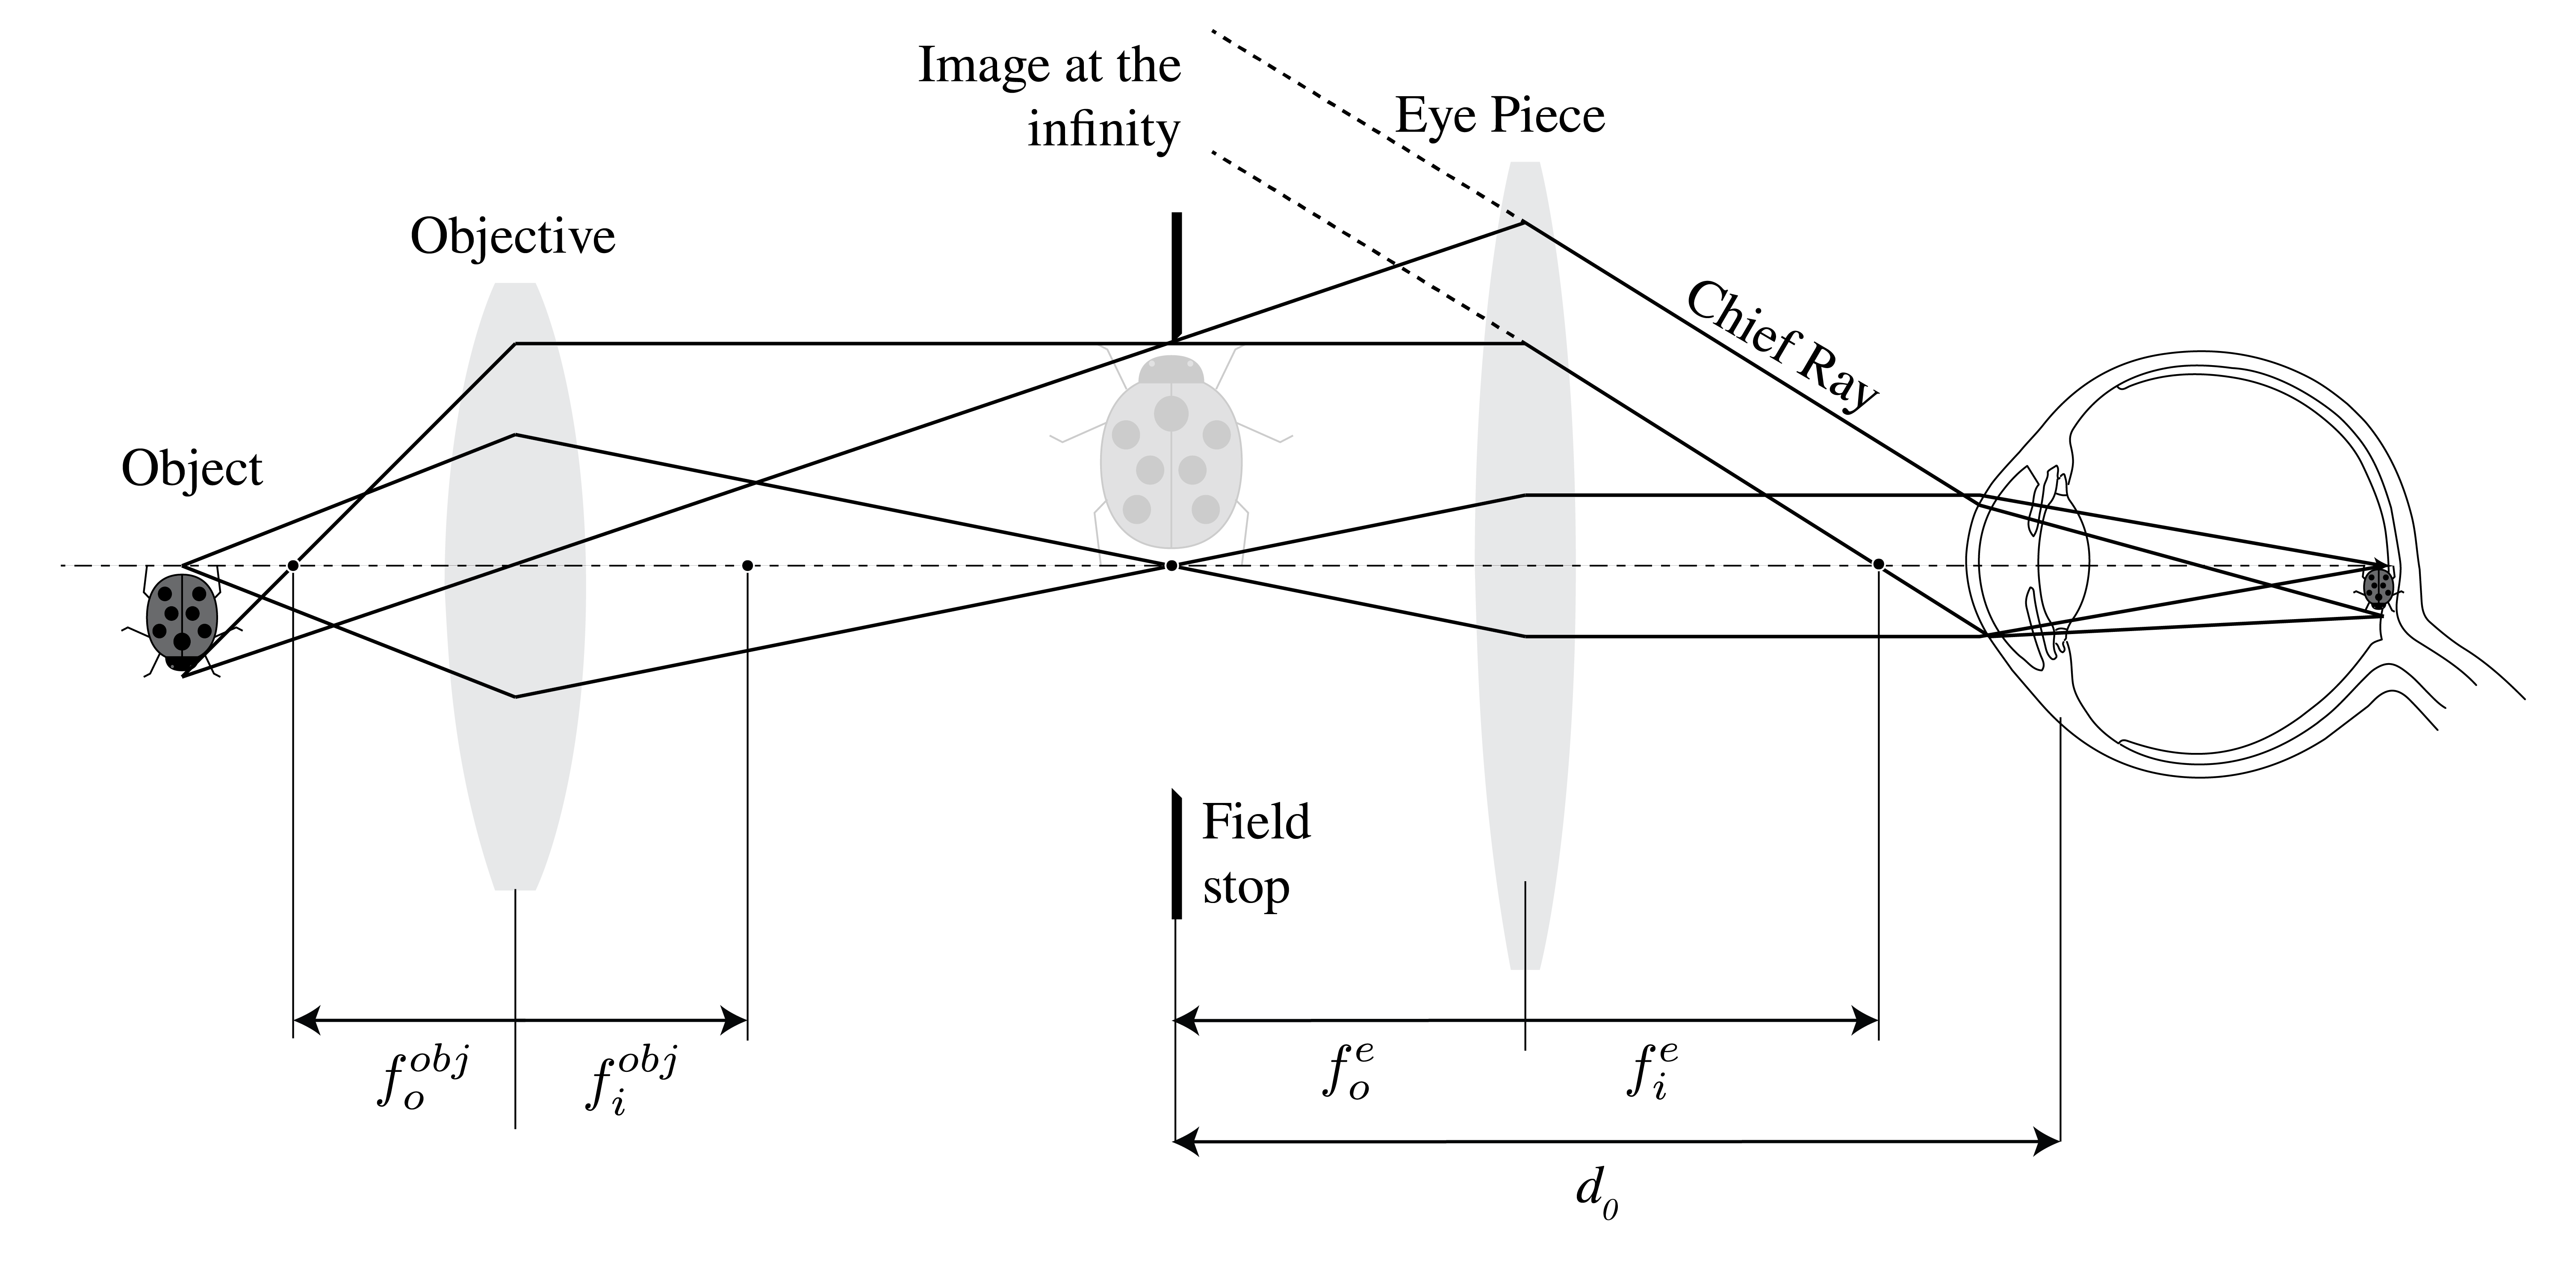 Image at the
infinity
Eye Piece
Objective
Chief Ray
Object
Field
stop
f_o^{obj}
f_i^{obj}
f_o^e
f_i^e
d_0